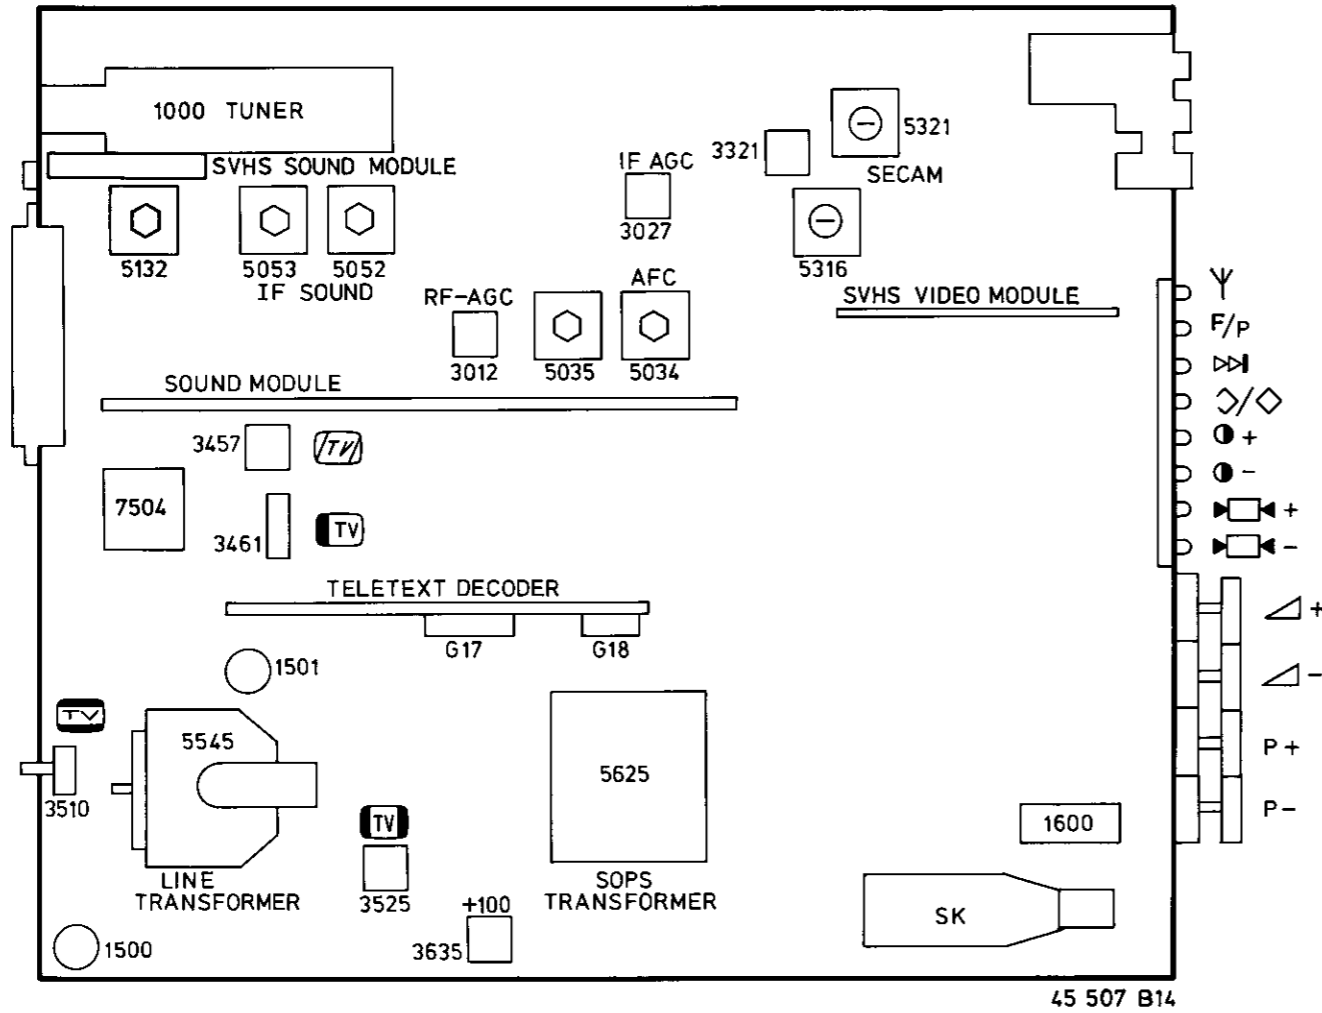 1000 TUNER
SVHS SOUND MODULE
5132
5053
5052
IF SOUND
IF AGC
3027
3321
5321
SECAM
5316
RF-AGC
3012
5035
AFC
5034
SVHS VIDEO MODULE
F/P
+
-
+
-
+
-
P+
P-
SOUND MODULE
3457
TV
7504
3461
TV
TELETEXT DECODER
G17
G18
1501
TV
5545
3510
LINE
TRANSFORMER
TV
3525
5625
SOPS
TRANSFORMER
+100
3635
1600
SK
1500
45 507 B14